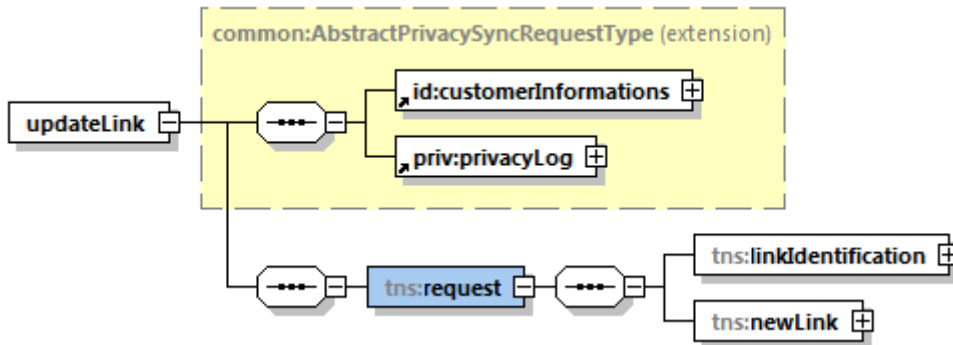 common:AbstractPrivacySyncRequestType (extension)
id:customerInformations
updateLink
priv:privacyLog
tns:linkIdentification
tns:request
tns:newLink